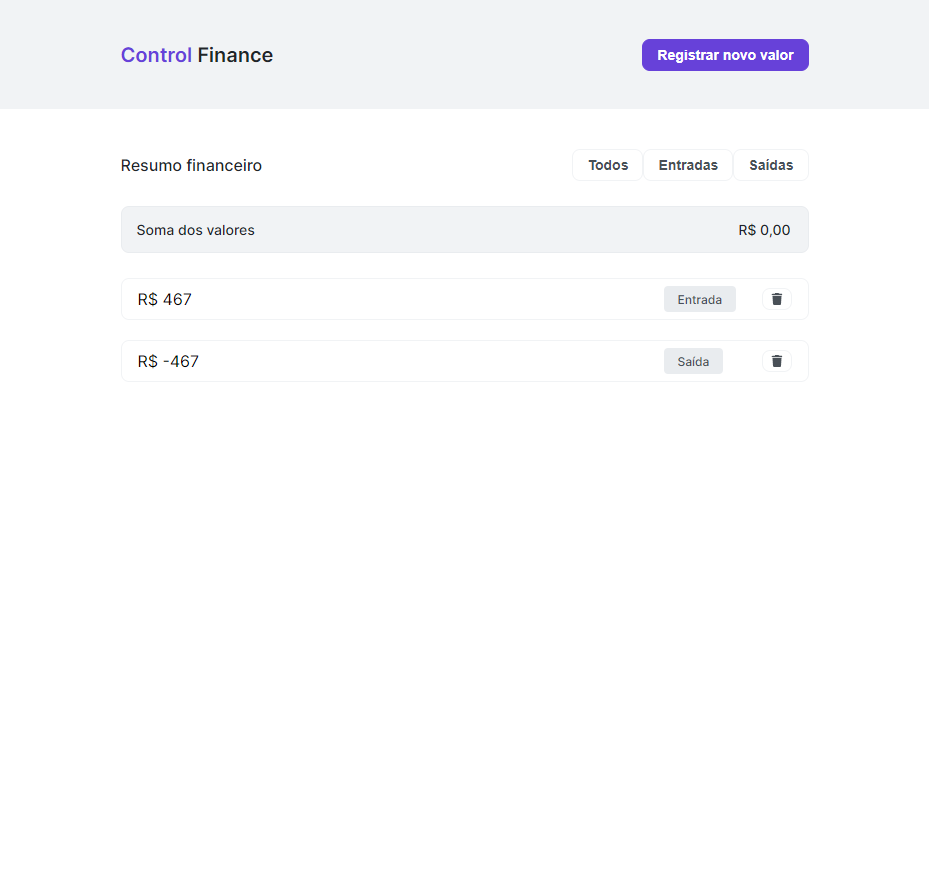 Control Finance
Registrar novo valor
Resumo financeiro
Todos
Entradas
Saídas
Soma dos valores
R$ 0,00
R$ 467
Entrada
R$ -467
Saída